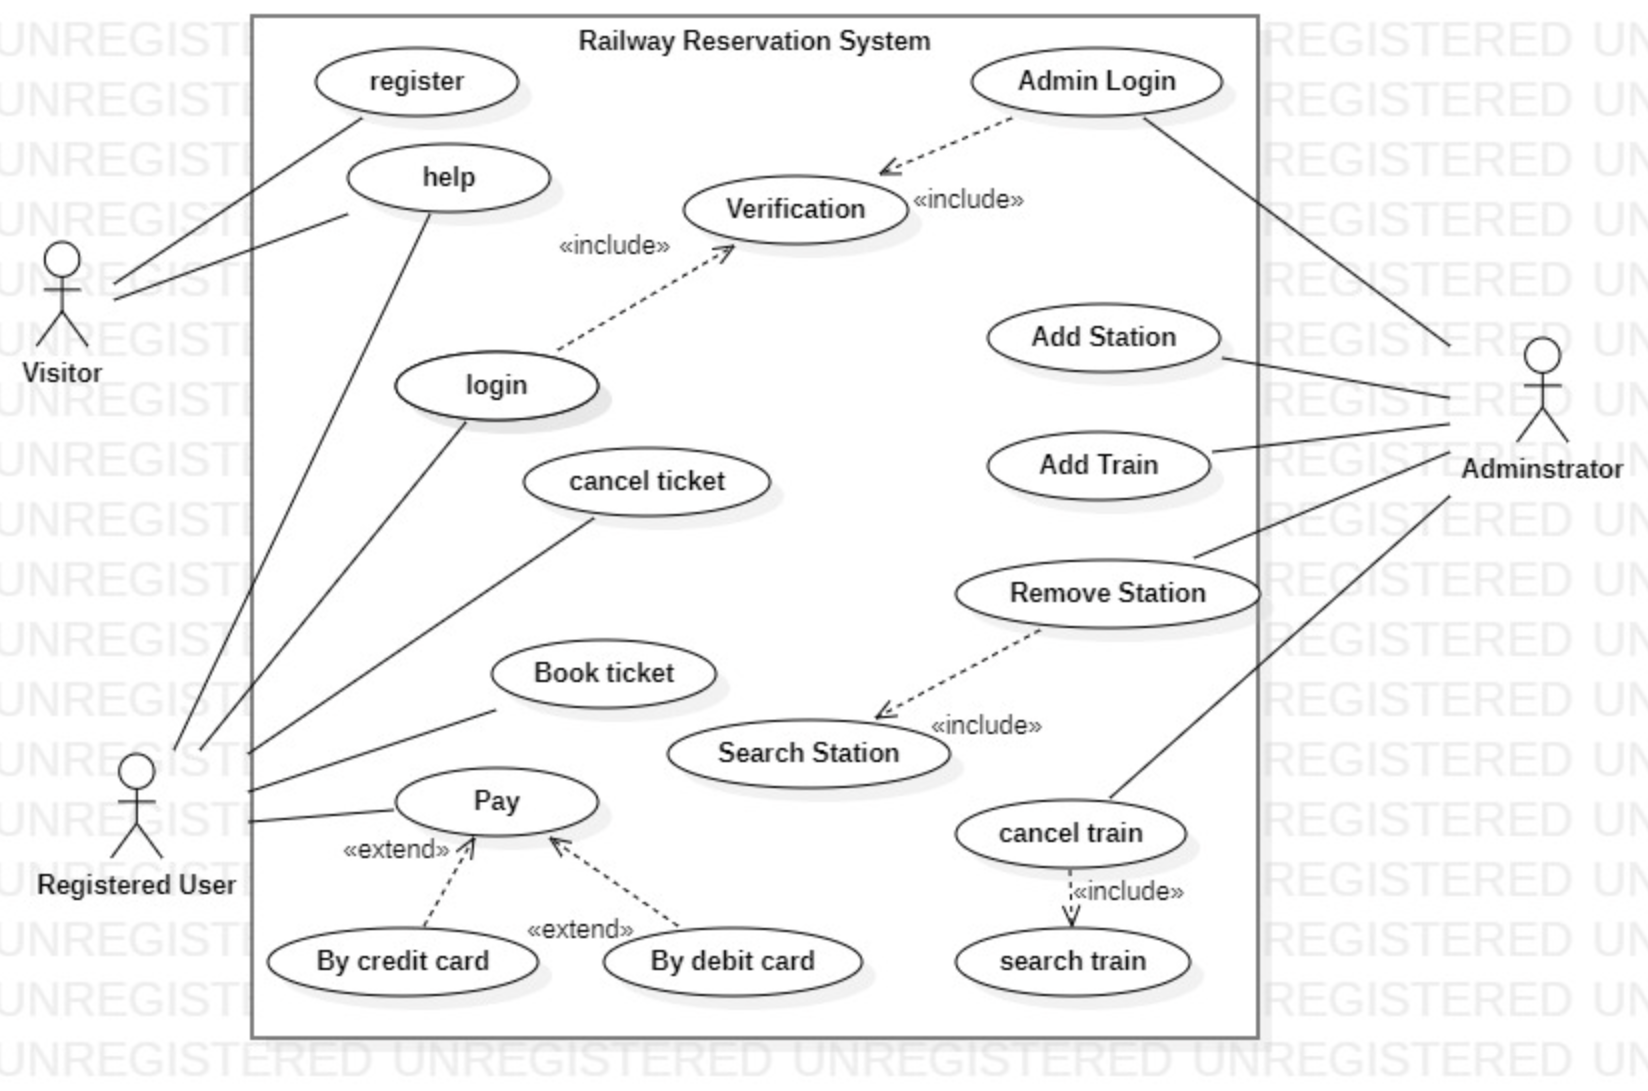 Railway Reservation System
register
Admin Login
help
Verification
«include»
«include»
Visitor
login
Add Station
cancel ticket
Add Train
Adminstrator
Remove Station
Book ticket
Search Station
«include»
Pay
cancel train
«extend»
Registered User
«include»
«extend»
By credit card
By debit card
search train
UNREGISTERED UNREGISTERED UNREGISTERED UNREGISTERED UN